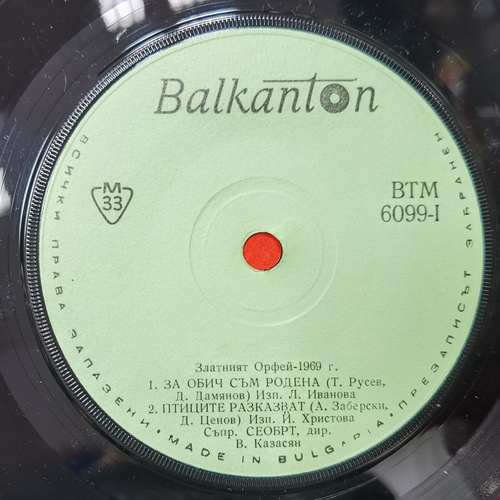 Balkanton
M
33
ВТМ
6099-I
Златният Орфей-1969 г.
1. ЗА ОБИЧ СЪМ РОДЕНА (Т. Русев,
Д. Дамянов) Изп. Л. Иванова
2. ПТИЦИТЕ РАЗКАЗВАТ (А. Заберски,
Д. Ценов) Изп. Й. Христова
Съпр. СЕОБРТ, дир.
В. Казасян
ВСИЧКИ ПРАВА ЗАПАЗЕНИ • MADE IN BULGARIA • ПРЕЗАПИСЪТ ЗАБРАНЕН